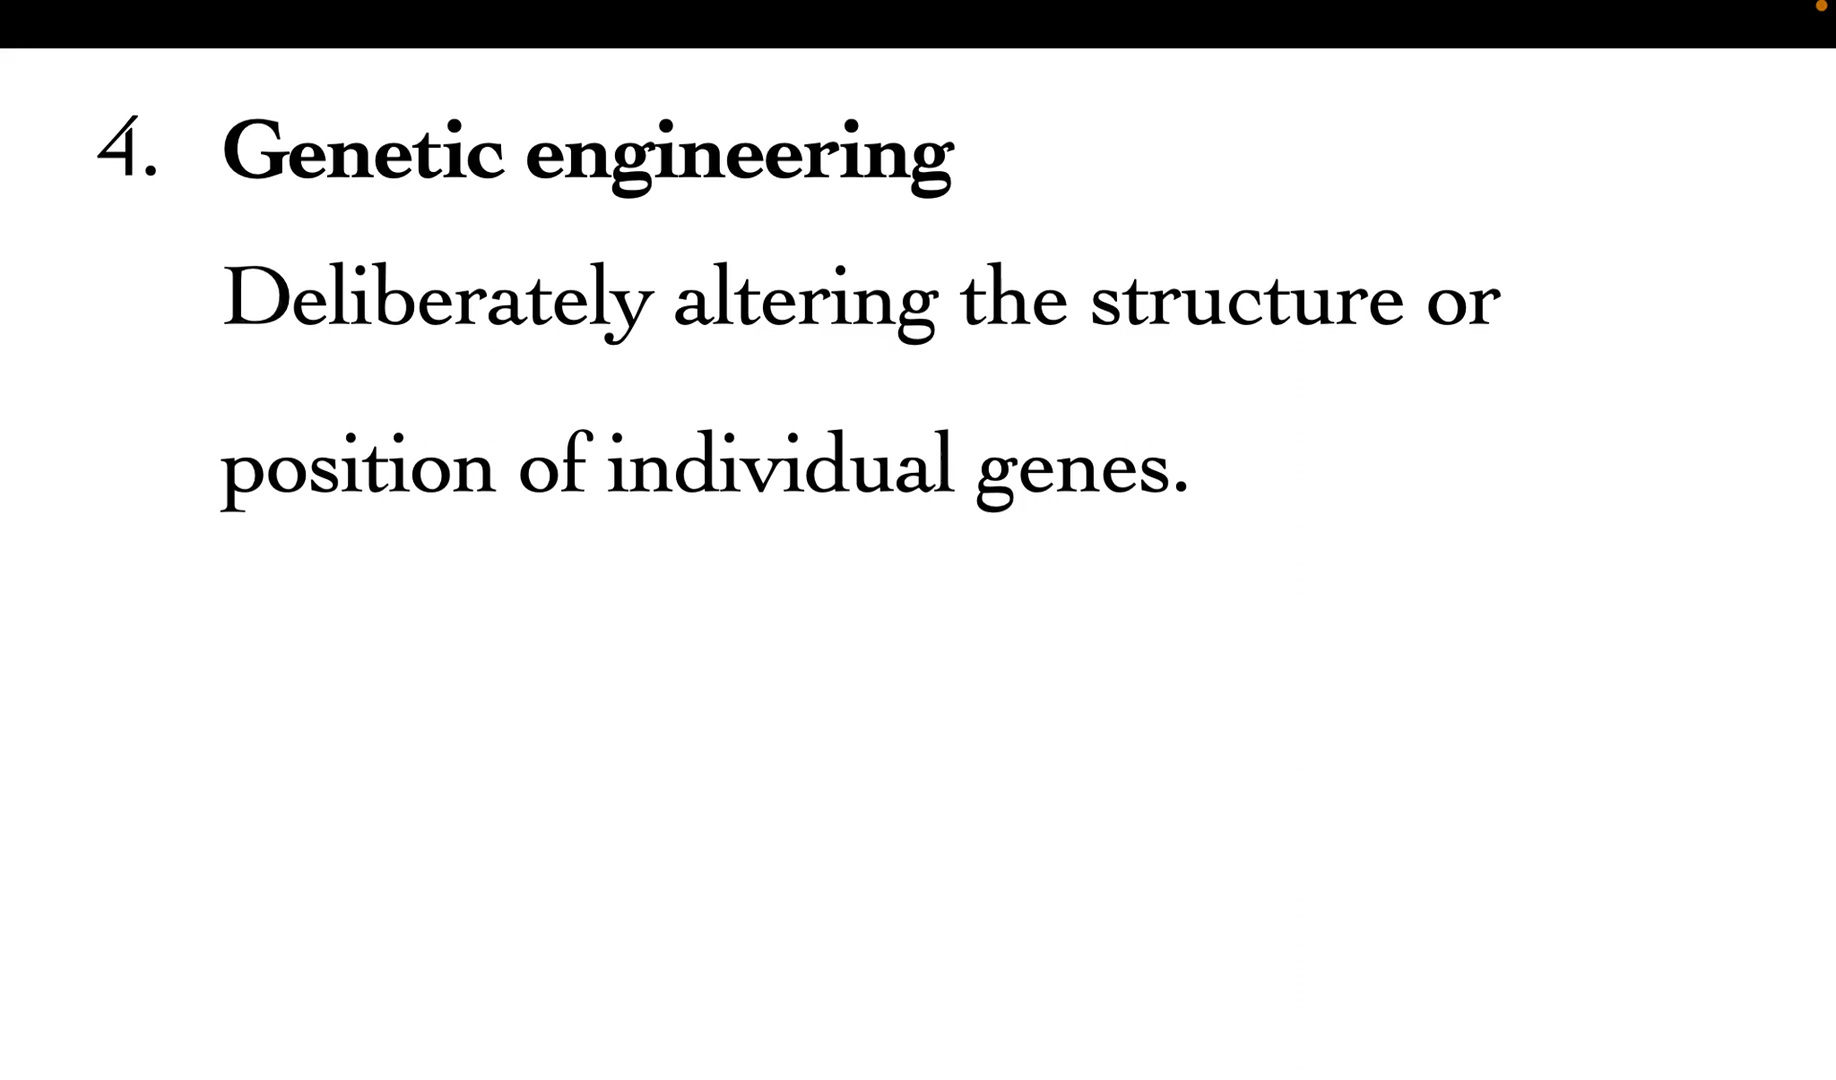 4. Genetic engineering
Deliberately altering the structure or
position of individual genes.